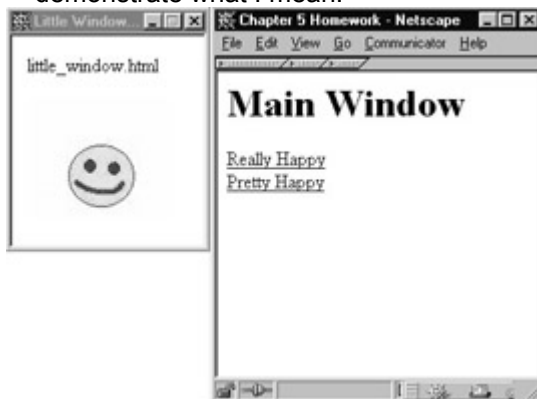 demonstrate what I mean.
Little Window...
little_window.html
Chapter 5 Homework - Netscape
File Edit View Go Communicator Help
Main Window
Really Happy
Pretty Happy